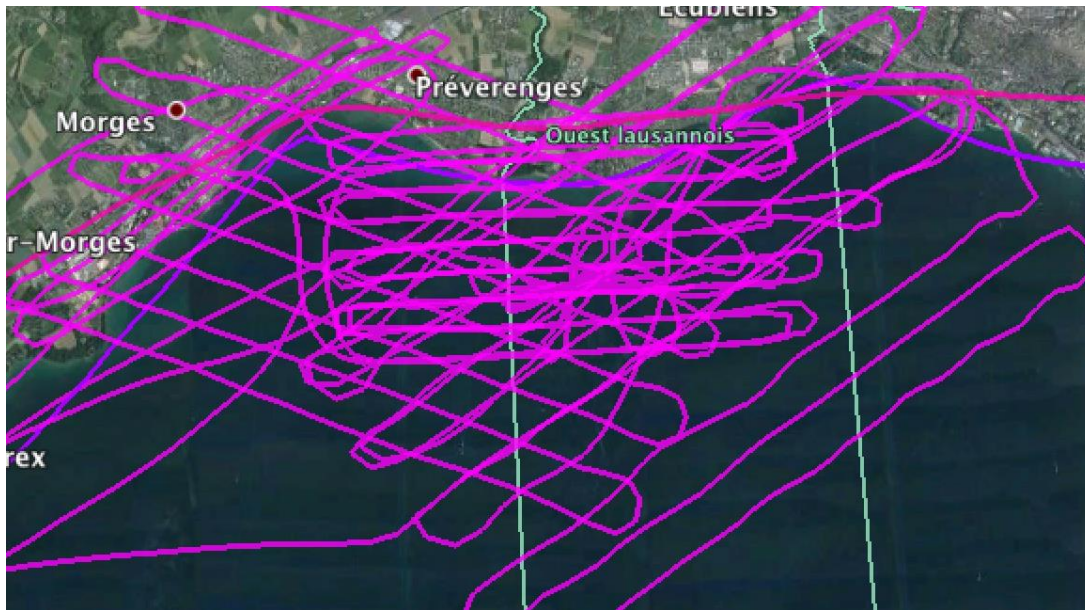 Ecublens
Préverenges
Morges
Ouest lausannois
r-Morges
rex